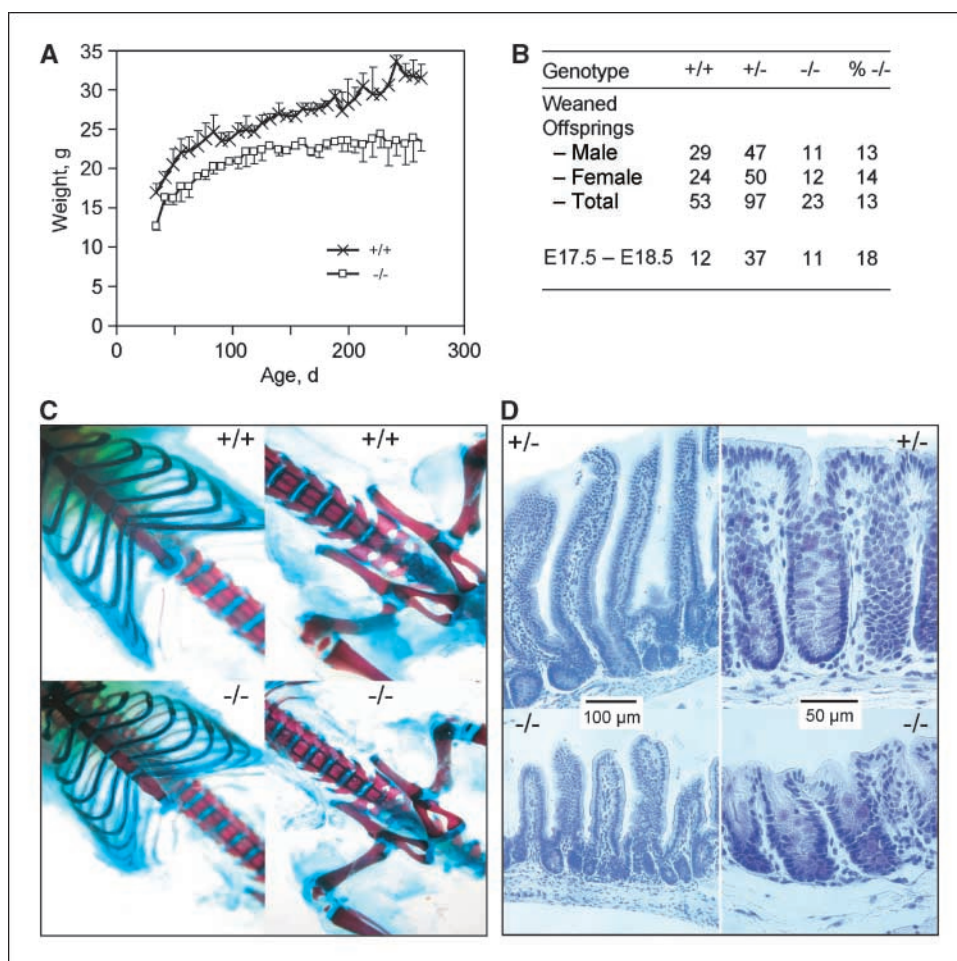 A
35
30
25
20
15
10
5
0
Weight, g
0 100 200 300
Age, d
+/+
-/-
B
Genotype +/+ +/- -/- % -/-
Weaned
Offsprings
– Male 29 47 11 13
– Female 24 50 12 14
– Total 53 97 23 13
E17.5 – E18.5 12 37 11 18
C
+/+ +/+
-/- -/-
D
+/- +/-
100 µm 50 µm
-/- -/-